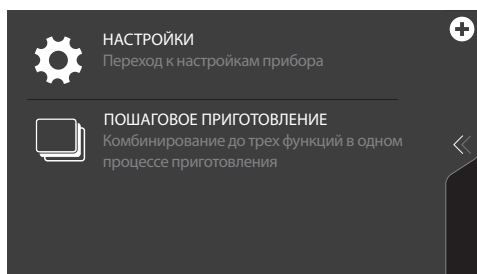 НАСТРОЙКИ
Переход к настройкам прибора
ПОШАГОВОЕ ПРИГОТОВЛЕНИЕ
Комбинирование до трех функций в одном
процессе приготовления